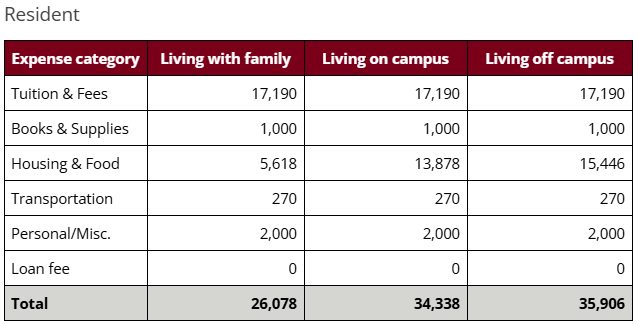 Resident
Expense category Living with family Living on campus Living off campus
Tuition & Fees 17,190 17,190 17,190
Books & Supplies 1,000 1,000 1,000
Housing & Food 5,618 13,878 15,446
Transportation 270 270 270
Personal/Misc. 2,000 2,000 2,000
Loan fee 0 0 0
Total 26,078 34,338 35,906